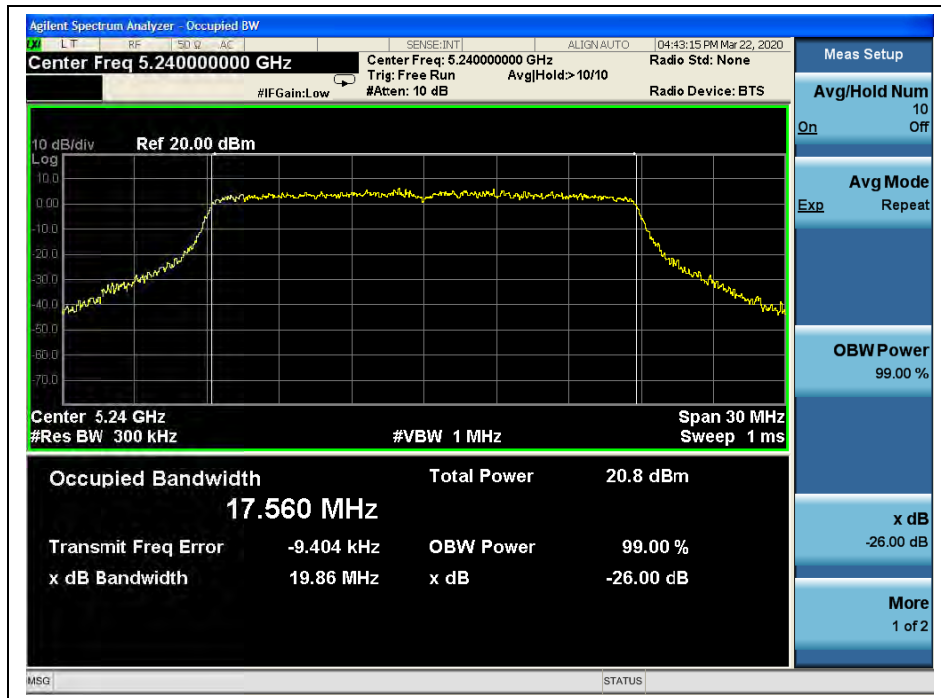 Agilent Spectrum Analyzer - Occupied BW
LXI LT RF 50 Ω AC SENSE:INT ALIGN AUTO 04:43:15 PM Mar 22, 2020
Center Freq 5.240000000 GHz
Center Freq: 5.240000000 GHz
Radio Std: None
Trig: Free Run Avg|Hold:> 10/10
#IFGain:Low #Atten: 10 dB
Radio Device: BTS
10 dB/div Ref 20.00 dBm
Log
10.0
0.00
-10.0
-20.0
-30.0
-40.0
-50.0
-60.0
-70.0
Center 5.24 GHz Span 30 MHz
#Res BW 300 kHz #VBW 1 MHz Sweep 1 ms
Occupied Bandwidth Total Power 20.8 dBm
17.560 MHz
Transmit Freq Error -9.404 kHz OBW Power 99.00 %
x dB Bandwidth 19.86 MHz x dB -26.00 dB
Meas Setup
Avg/Hold Num
10
On Off
Avg Mode
Exp Repeat
OBW Power
99.00 %
x dB
-26.00 dB
More
1 of 2
MSG STATUS